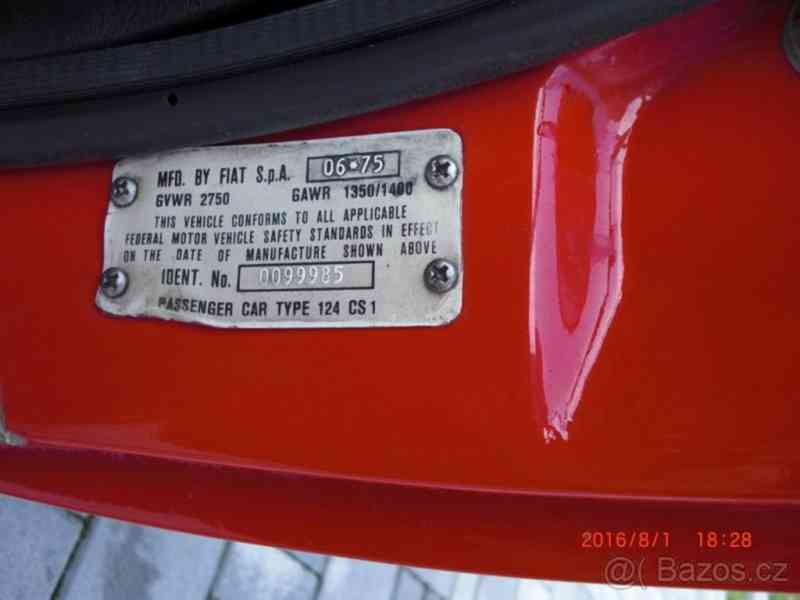 MFD. BY FIAT S.p.A. 06•75
GVWR 2750 GAWR 1350/1400
THIS VEHICLE CONFORMS TO ALL APPLICABLE
FEDERAL MOTOR VEHICLE SAFETY STANDARDS IN EFFECT
ON THE DATE OF MANUFACTURE SHOWN ABOVE
IDENT. No. 0099985
PASSENGER CAR TYPE 124 CS1
2016/8/1 18:28
@ Bazos.cz